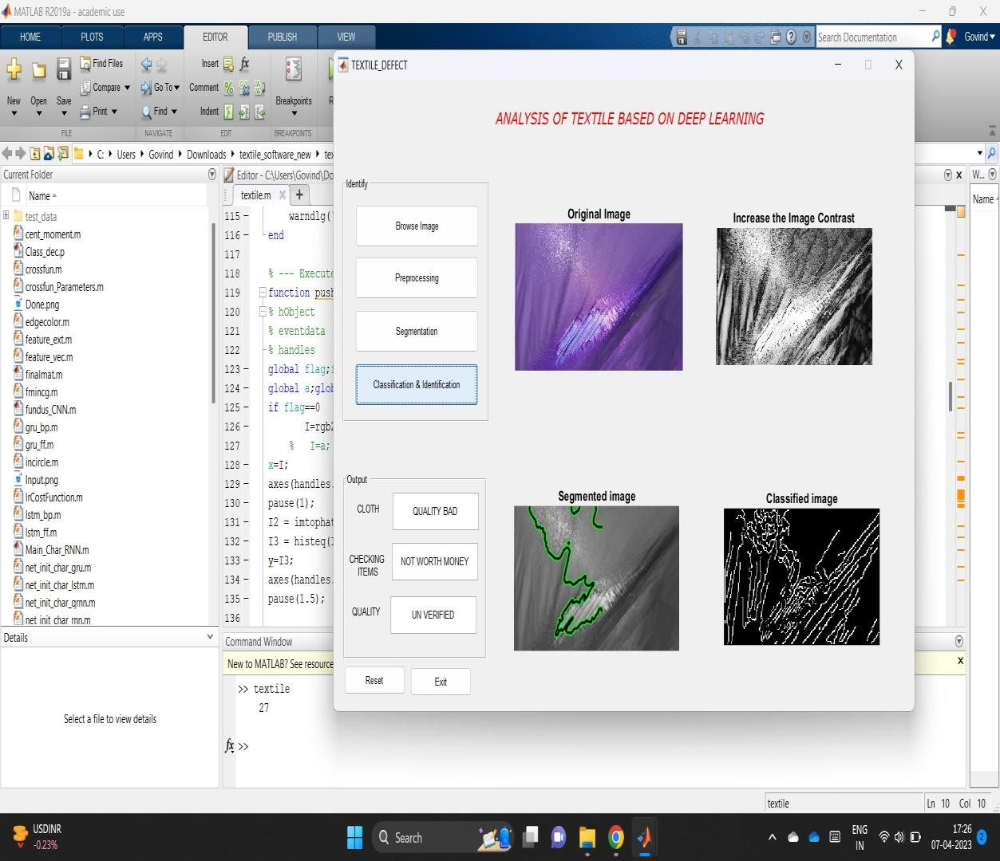 MATLAB R2019a - academic use
HOME PLOTS APPS EDITOR PUBLISH VIEW
Search Documentation
Govind
New
Open
Save
Find Files
Compare
Print
FILE
Go To
Find
NAVIGATE
Insert
Comment
Indent
EDIT
Breakpoints
BREAKPOINTS
C: Users Govind Downloads textile_software_new
Current Folder
Name
test_data
cent_moment.m
Class_dec.p
crossfun.m
crossfun_Parameters.m
Done.png
edgecolor.m
feature_ext.m
feature_vec.m
finalmat.m
fmincg.m
fundus_CNN.m
gru_bp.m
gru_ff.m
incircle.m
Input.png
lrCostFunction.m
lstm_bp.m
lstm_ff.m
Main_Char_RNN.m
net_init_char_gru.m
net_init_char_lstm.m
net_init_char_qrnn.m
net_init_char_rnn.m
Details
Select a file to view details
Editor - C:\Users\Govind\Do
textile.m
115 - warndlg('
116 - end
117
118 % --- Execute
119 function push
120 % hObject
121 % eventdata
122 % handles
123 - global flag;
124 - global a;glob
125 - if flag==0
126 - I=rgb2
127 % I=a;
128 - x=I;
129 - axes(handles.
130 - pause(1);
131 - I2 = imtophat
132 - I3 = histeq(I
133 - y=I3;
134 - axes(handles.
135 - pause(1.5);
136
Command Window
New to MATLAB? See resource
>> textile
27
fx >>
W...
Name
TEXTILE_DEFECT
ANALYSIS OF TEXTILE BASED ON DEEP LEARNING
Identify
Browse Image
Preprocessing
Segmentation
Classification & Identification
Original Image
Increase the Image Contrast
Output
CLOTH QUALITY BAD
CHECKING ITEMS NOT WORTH MONEY
QUALITY UN VERIFIED
Reset Exit
Segmented image
Classified image
textile
Ln 10 Col 10
USDINR
-0.23%
Search
ENG
IN
17:26
07-04-2023
2